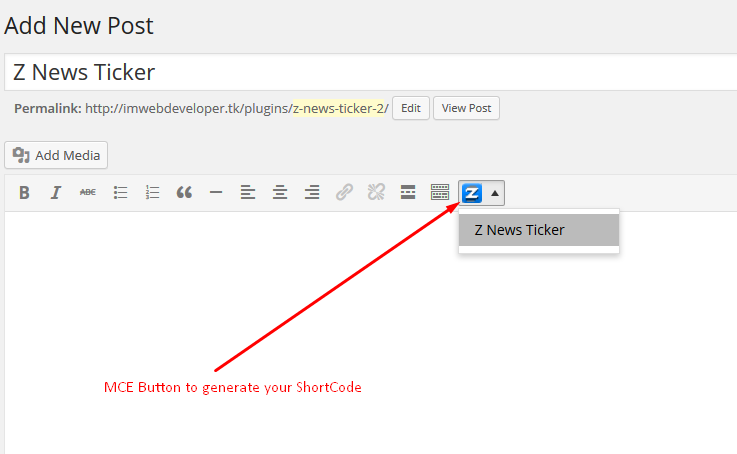 Add New Post
Z News Ticker
Permalink: http://imwebdeveloper.tk/plugins/z-news-ticker-2/ Edit View Post
Add Media
B I ABC Z
Z News Ticker
MCE Button to generate your ShortCode